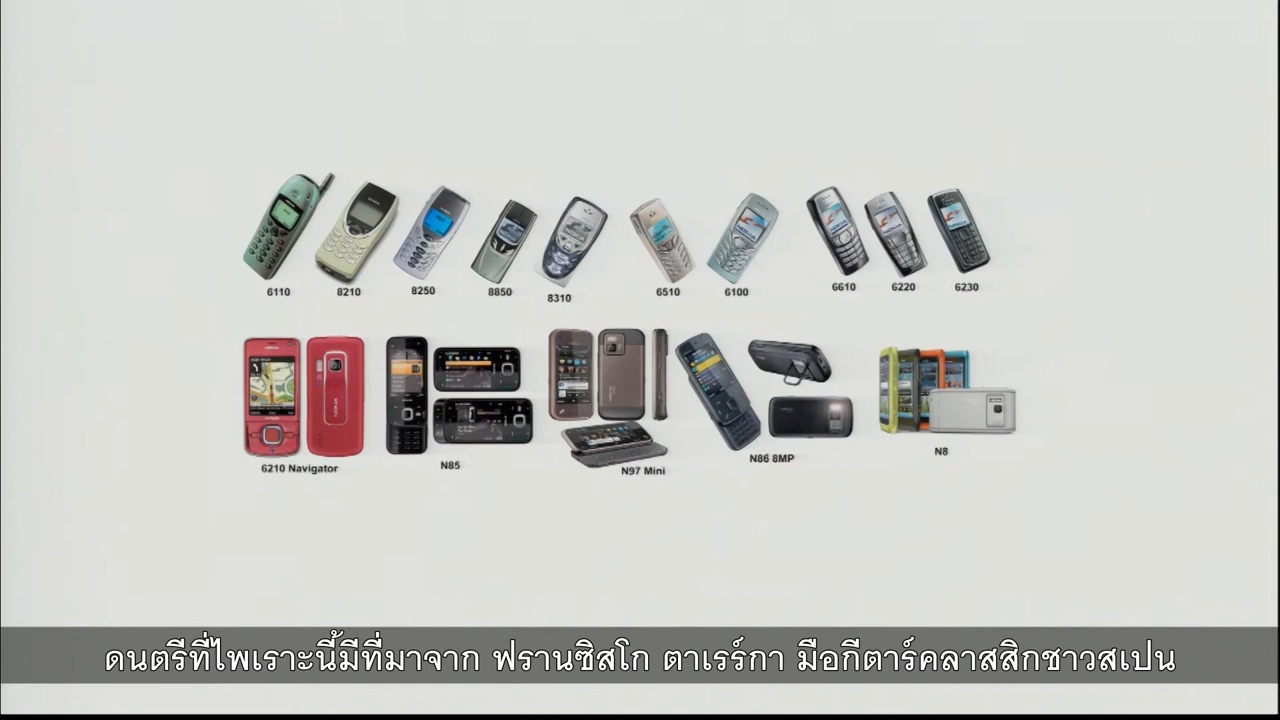 6110 8210 8250 8850 8310 6510 6100 6610 6220 6230
6210 Navigator N85 N97 Mini N86 8MP N8
ดนตรีที่ไพเราะนี้มีที่มาจาก ฟรานซิสโก ตาเรร์กา มือกีตาร์คลาสสิกชาวสเปน